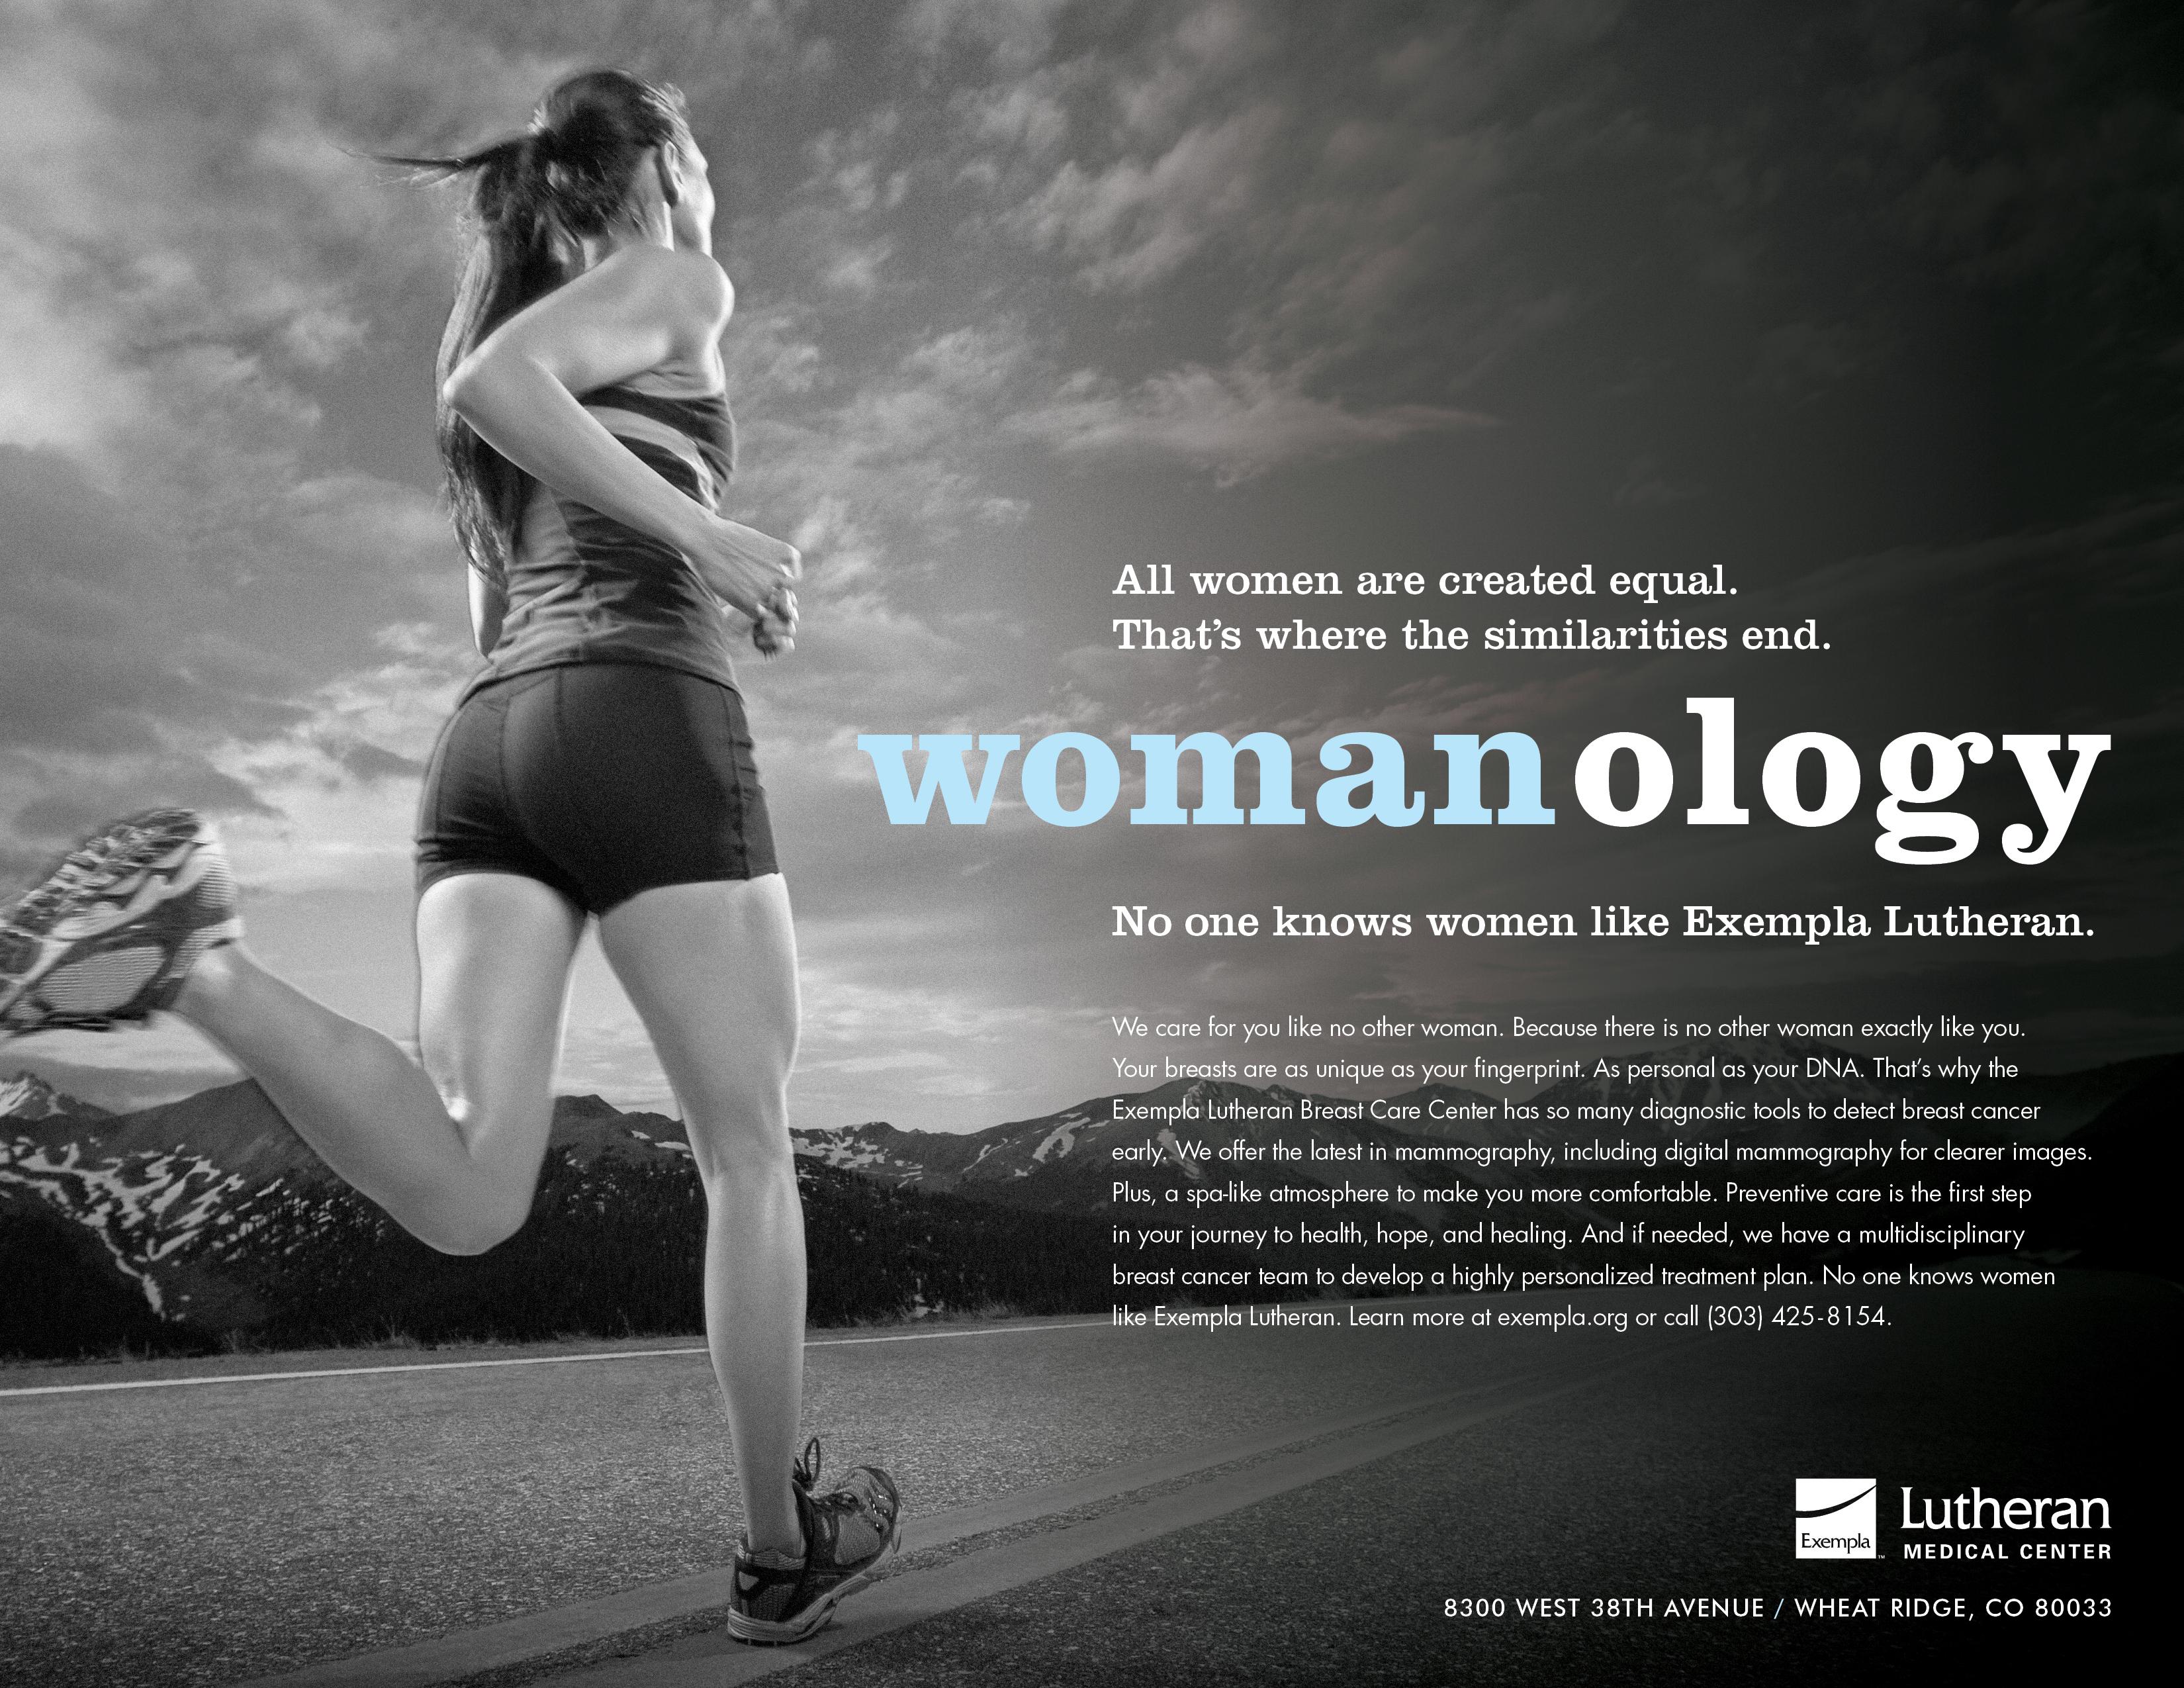 All women are created equal.
That's where the similarities end.
womanology
No one knows women like Exempla Lutheran.
We care for you like no other woman. Because there is no other woman exactly like you.
Your breasts are as unique as your fingerprint. As personal as your DNA. That's why the
Exempla Lutheran Breast Care Center has so many diagnostic tools to detect breast cancer
early. We offer the latest in mammography, including digital mammography for clearer images.
Plus, a spa-like atmosphere to make you more comfortable. Preventive care is the first step
in your journey to health, hope, and healing. And if needed, we have a multidisciplinary
breast cancer team to develop a highly personalized treatment plan. No one knows women
like Exempla Lutheran. Learn more at exempla.org or call (303) 425-8154.
Exempla™
Lutheran
MEDICAL CENTER
8300 WEST 38TH AVENUE / WHEAT RIDGE, CO 80033